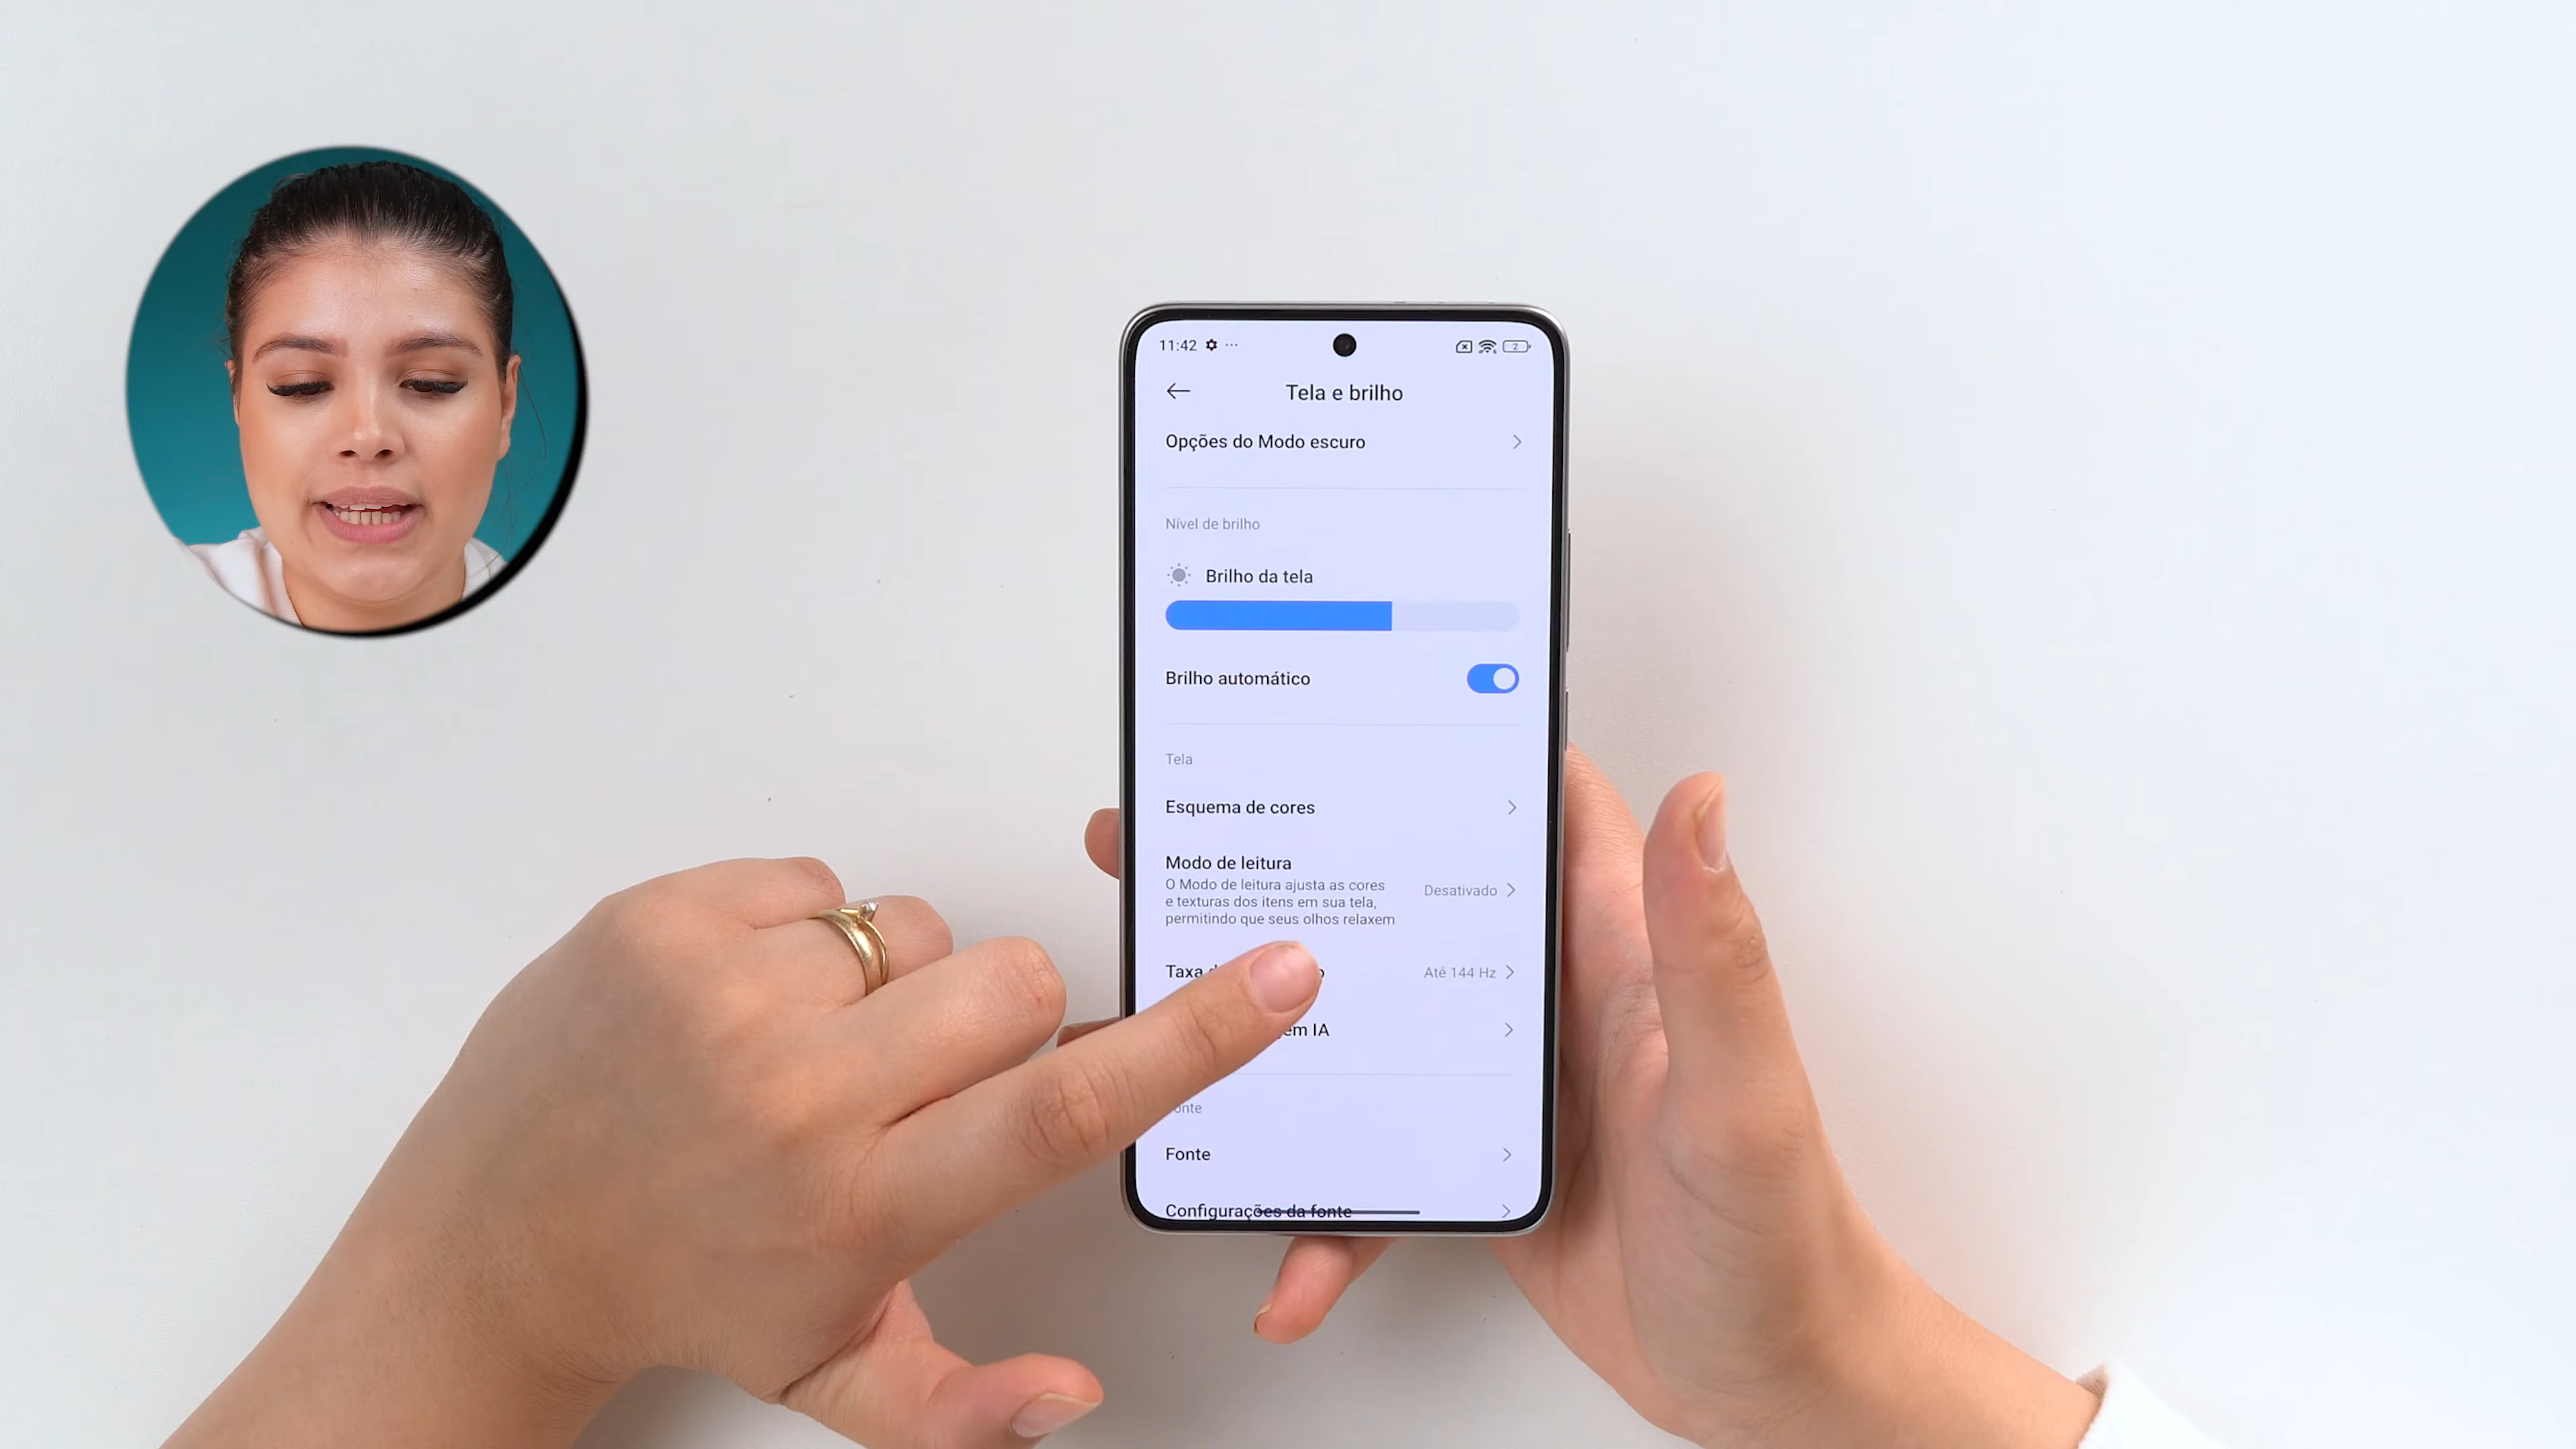 11:42
2
Tela e brilho
Opções do Modo escuro
Nível de brilho
Brilho da tela
Brilho automático
Tela
Esquema de cores
Modo de leitura
O Modo de leitura ajusta as cores
e texturas dos itens em sua tela,
permitindo que seus olhos relaxem
Desativado
Taxa
Até 144 Hz
IA
Fonte
Configurações da fonte